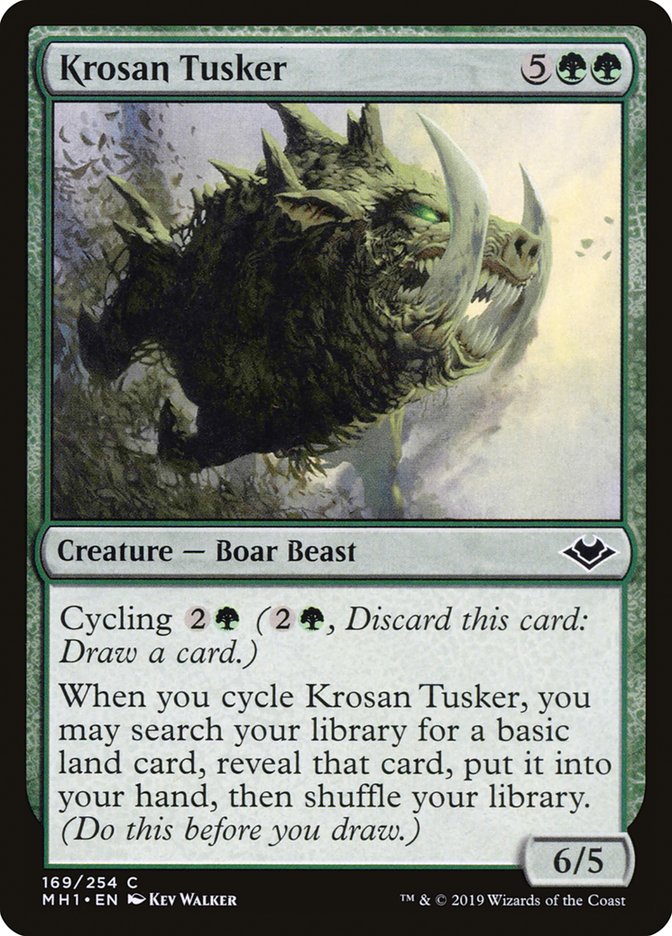 Krosan Tusker 5
Creature — Boar Beast
Cycling 2 (2, Discard this card:
Draw a card.)
When you cycle Krosan Tusker, you
may search your library for a basic
land card, reveal that card, put it into
your hand, then shuffle your library.
(Do this before you draw.)
6/5
169/254 C
MH1 • EN Kev Walker
™ & © 2019 Wizards of the Coast